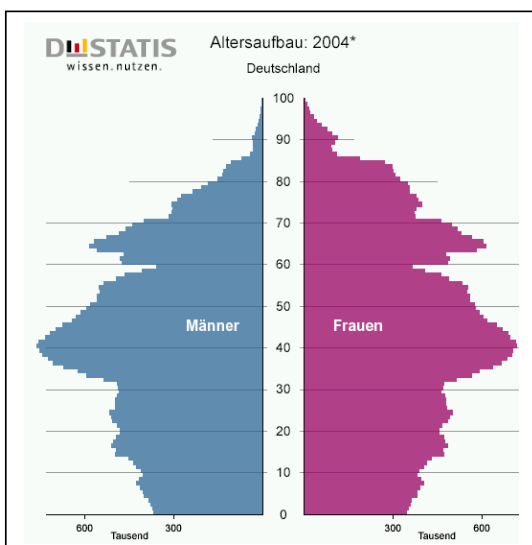 DESTATIS
wissen.nutzen.
Altersaufbau: 2004*
Deutschland
100
90
80
70
60
50
40
30
20
10
0
Männer
Frauen
600
300
300
600
Tausend
Tausend